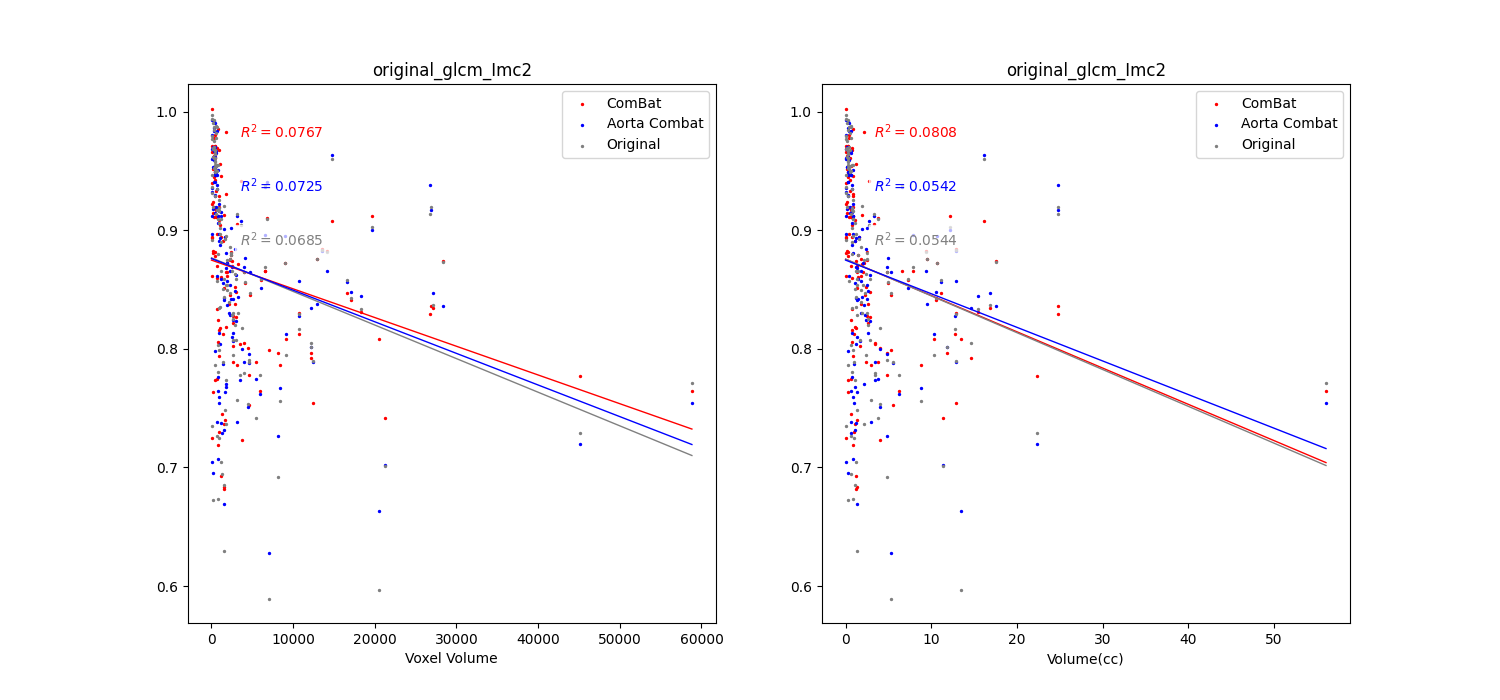 original_glcm_Imc2
ComBat
Aorta Combat
Original
R² = 0.0767
R² = 0.0725
R² = 0.0685
1.0
0.9
0.8
0.7
0.6
0 10000 20000 30000 40000 50000 60000
Voxel Volume
original_glcm_Imc2
ComBat
Aorta Combat
Original
R² = 0.0808
R² = 0.0542
R² = 0.0544
1.0
0.9
0.8
0.7
0.6
0 10 20 30 40 50
Volume(cc)